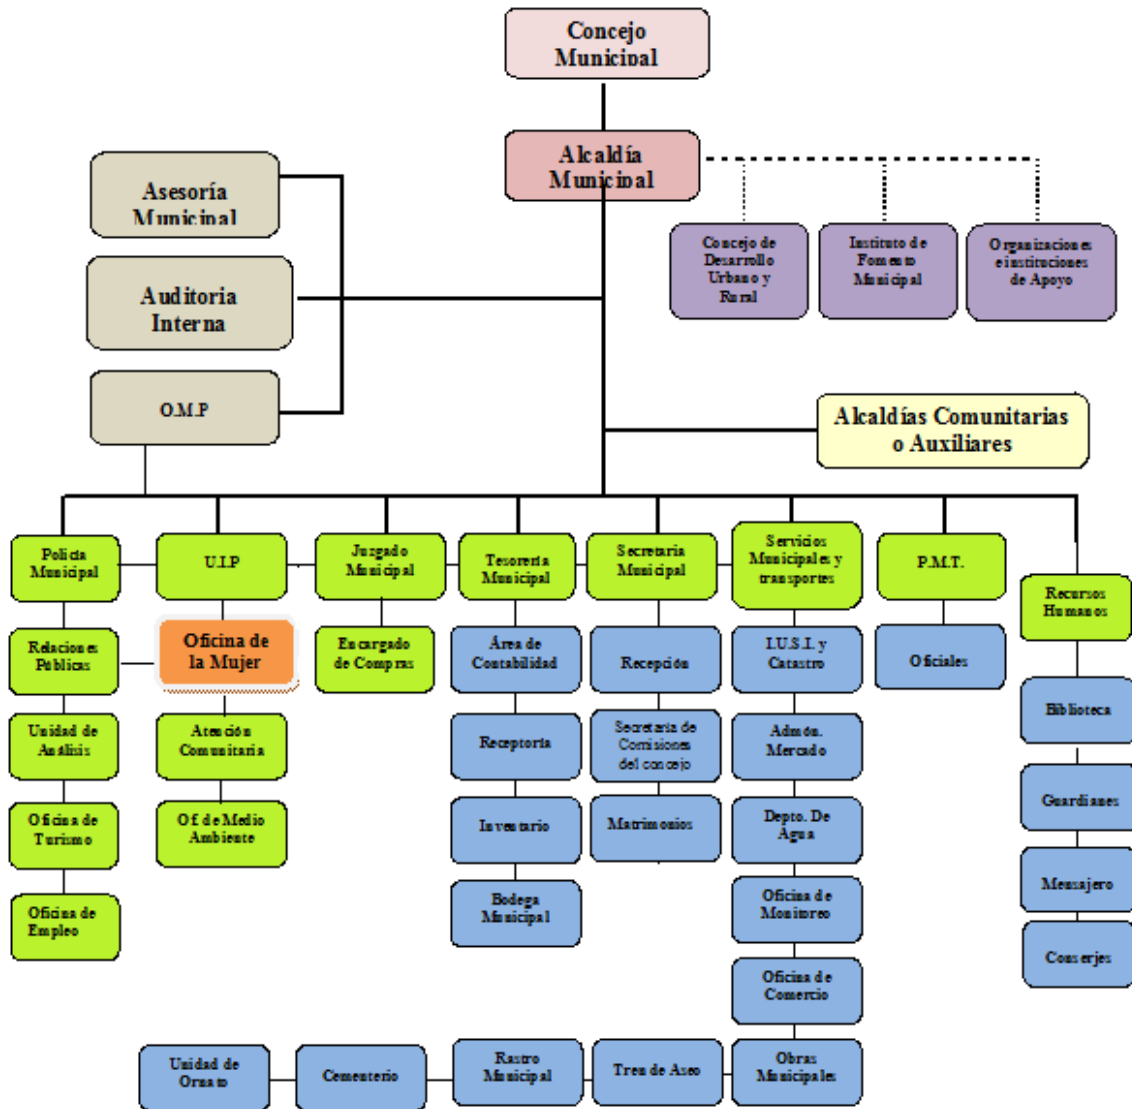 Concejo
Municipal
Alcaldía
Municipal
Asesoría
Municipal
Auditoria
Interna
O.M.P
Concejo de
Desarrollo
Urbano y
Rural
Instituto de
Fomento
Municipal
Organizaciones
e instituciones
de Apoyo
Alcaldías Comunitarias
o Auxiliares
Policía
Municipal
U.I.P
Juzgado
Municipal
Tesorería
Municipal
Secretaria
Municipal
Servicios
Municipales y
transportes
P.M.T.
Recursos
Humanos
Relaciones
Públicas
Oficina de
la Mujer
Encargado
de Compras
Área de
Contabilidad
Recepción
I.U.S.I. y
Catastro
Oficiales
Biblioteca
Unidad de
Análisis
Atención
Comunitaria
Receptoría
Secretaria de
Comisiones
del concejo
Admón.
Mercado
Guardianes
Oficina de
Turismo
Of. de Medio
Ambiente
Inventario
Matrimonios
Depto. De
Agua
Mensajero
Oficina de
Empleo
Bodega
Municipal
Oficina de
Monitoreo
Conserjes
Oficina de
Comercio
Unidad de
Ornato
Cementerio
Rastro
Municipal
Tren de Aseo
Obras
Municipales